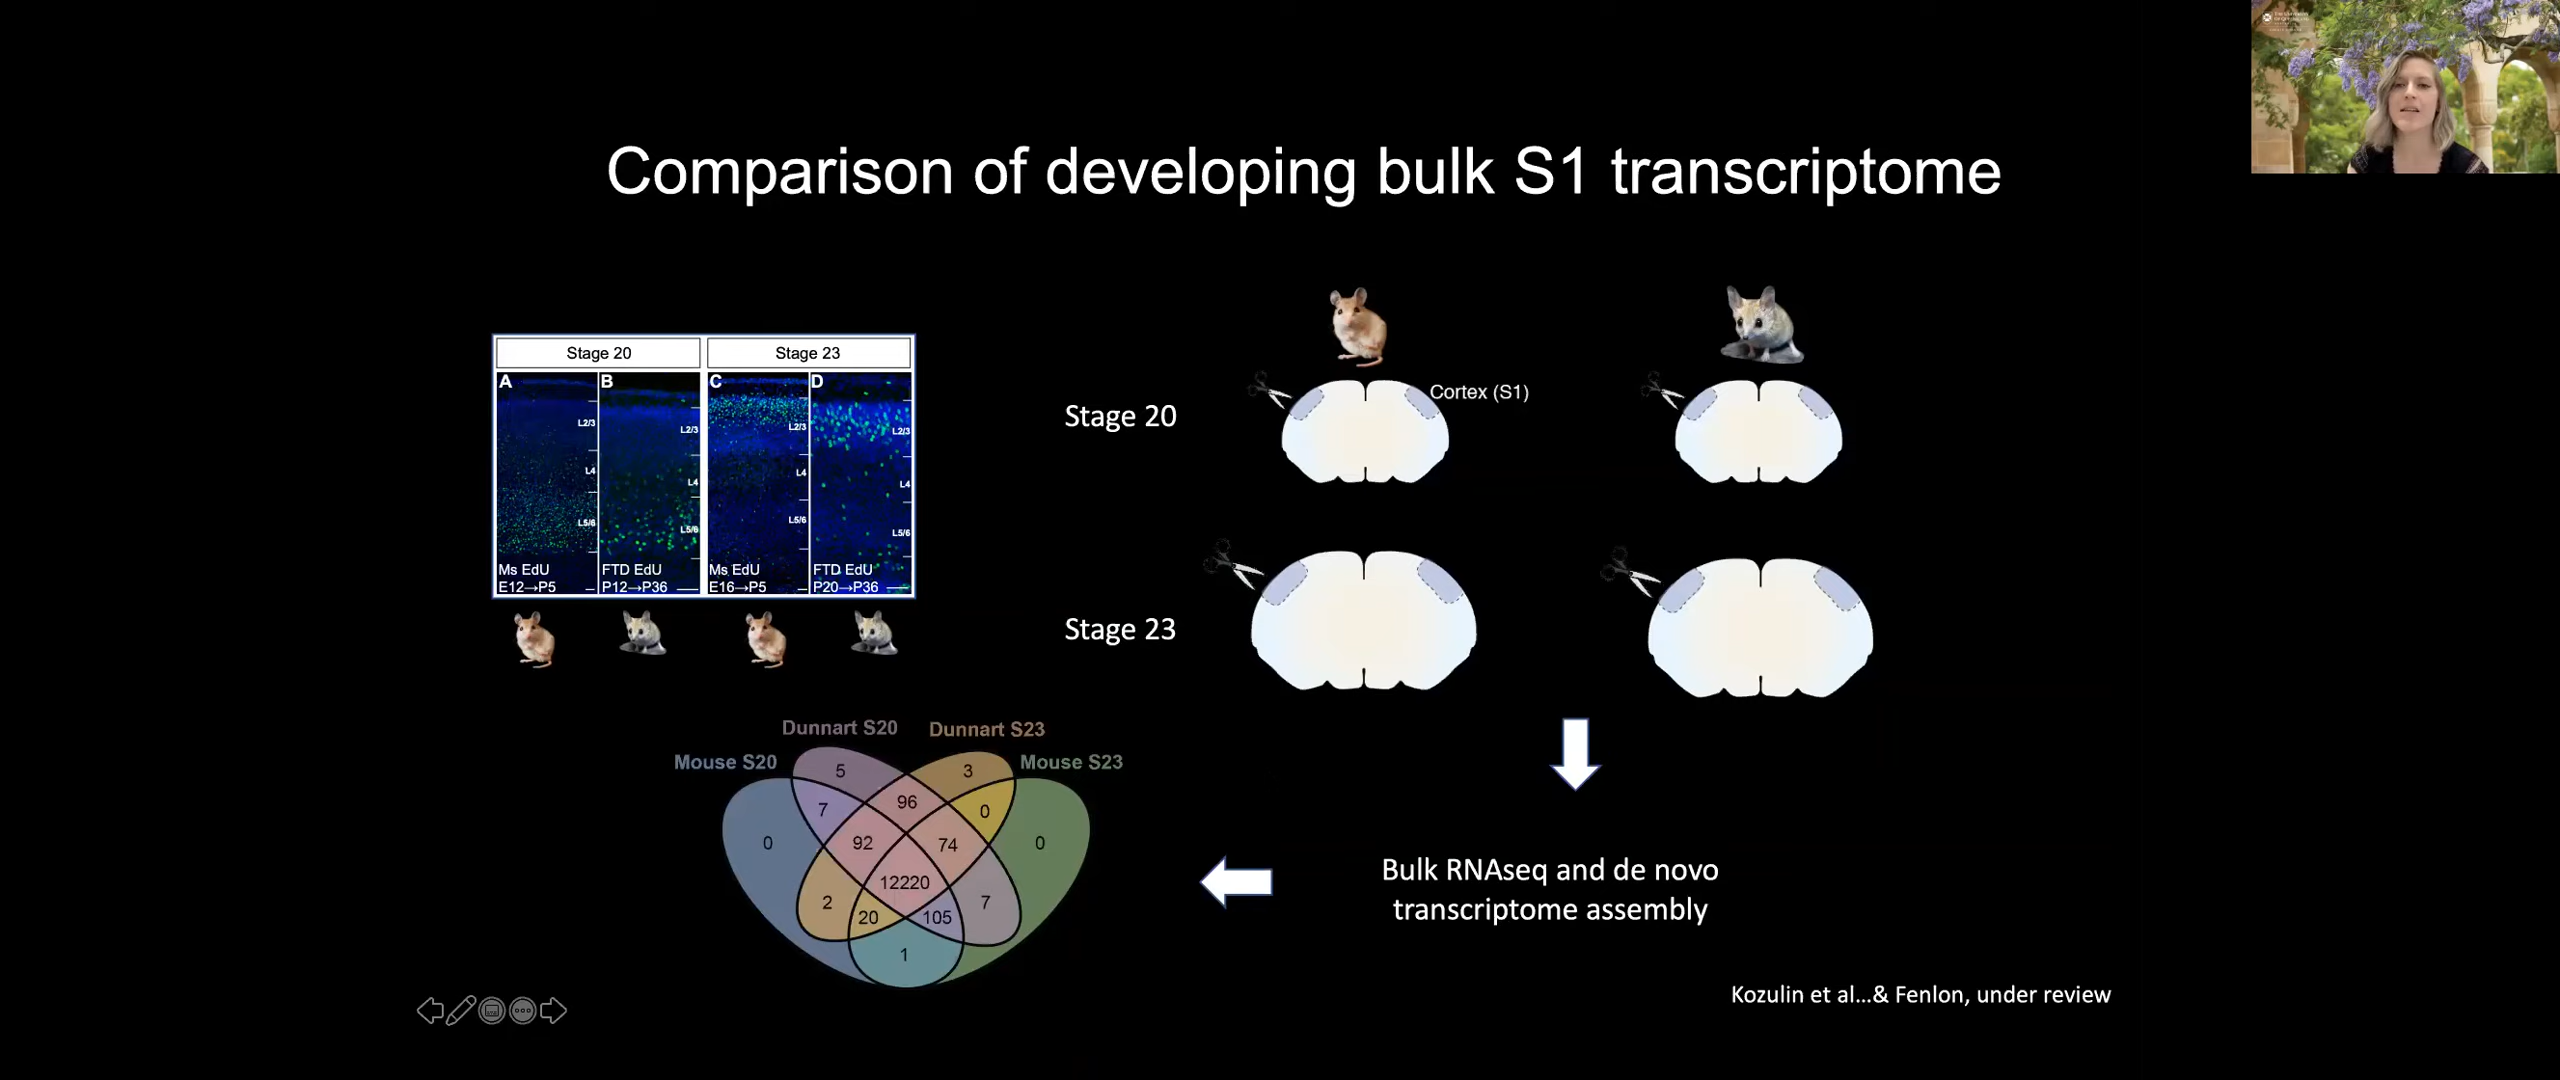 Comparison of developing bulk S1 transcriptome
Stage 20
Stage 23
A
B
C
D
L2/3
L4
L5/6
L2/3
L4
L5/6
L2/3
L4
L5/6
L2/3
L4
L5/6
Ms EdU
E12→P5
FTD EdU
P12→P36
Ms EdU
E16→P5
FTD EdU
P20→P36
Stage 20
Cortex (S1)
Stage 23
Dunnart S20
Dunnart S23
Mouse S20
Mouse S23
5
3
7
96
0
0
92
74
0
12220
2
20
105
7
1
Bulk RNAseq and de novo
transcriptome assembly
Kozulin et al...& Fenlon, under review